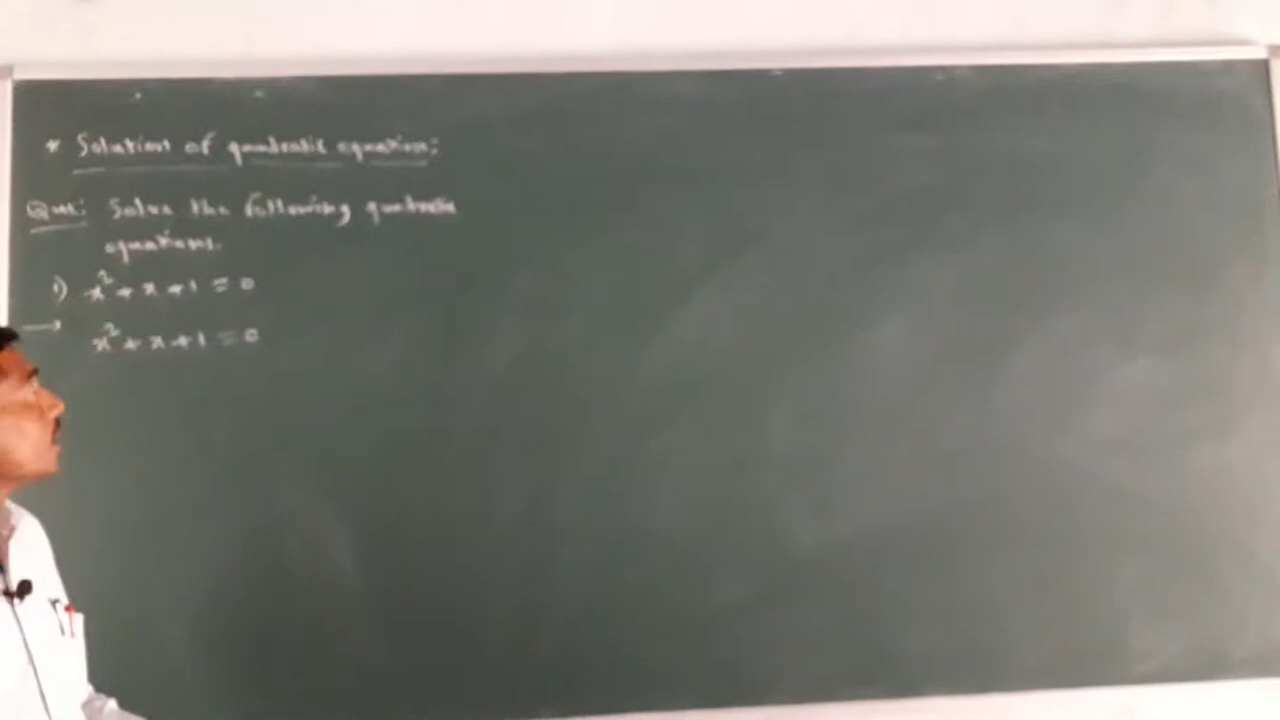 * Solution of quadratic equation:
Que: Solve the following quadratic
equations.
1) x² + x + 1 = 0
→ x² + x + 1 = 0